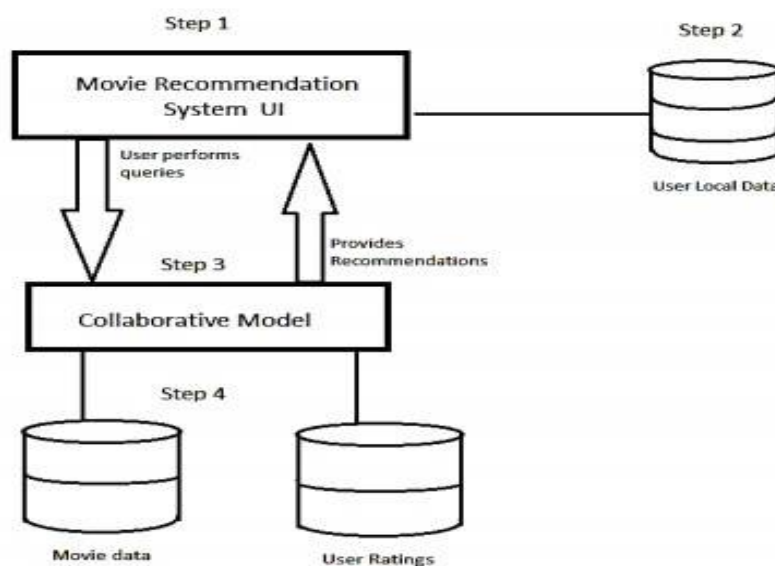 Step 1
Step 2
Movie Recommendation
System UI
User performs
queries
User Local Data
Provides
Recommendations
Step 3
Collaborative Model
Step 4
Movie data
User Ratings